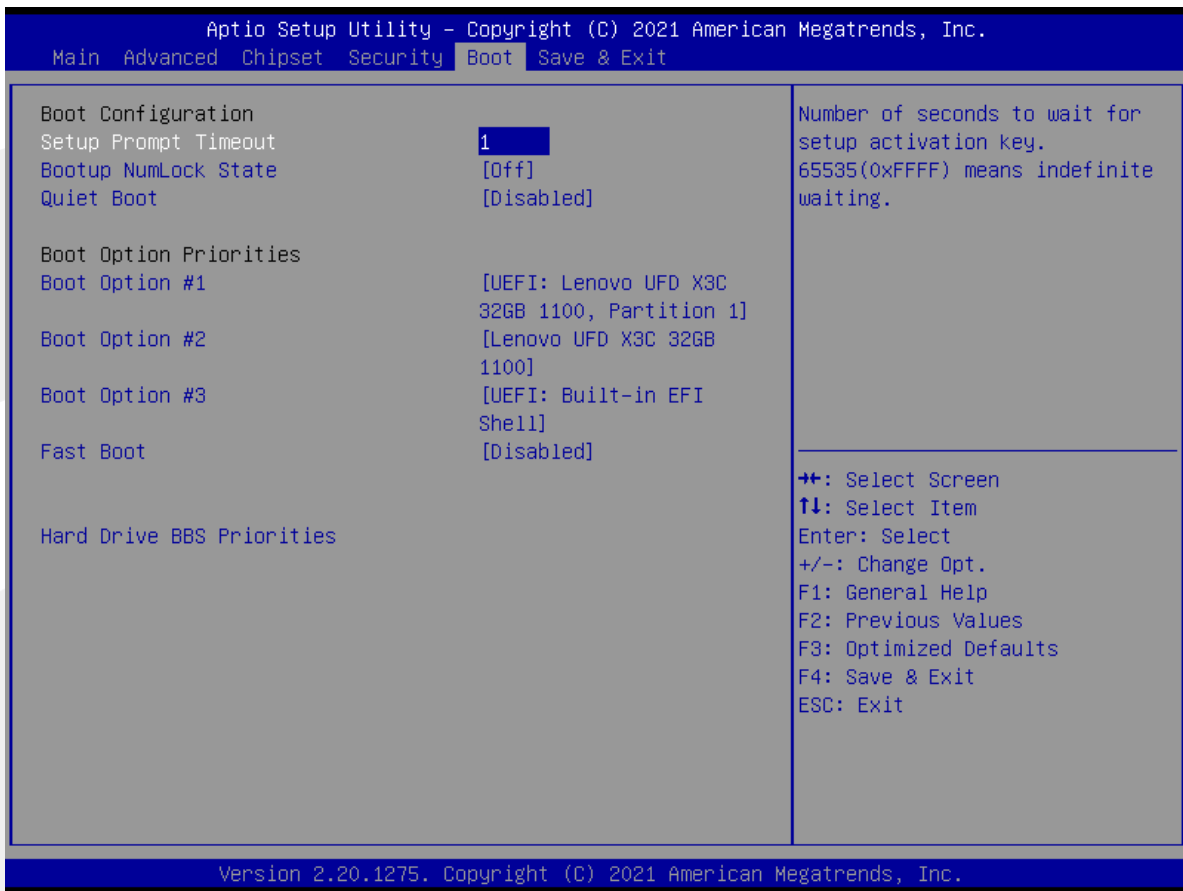 Aptio Setup Utility – Copyright (C) 2021 American Megatrends, Inc.
Main Advanced Chipset Security Boot Save & Exit
Boot Configuration
Setup Prompt Timeout 1
Bootup NumLock State [Off]
Quiet Boot [Disabled]
Boot Option Priorities
Boot Option #1 [UEFI: Lenovo UFD X3C
32GB 1100, Partition 1]
Boot Option #2 [Lenovo UFD X3C 32GB
1100]
Boot Option #3 [UEFI: Built-in EFI
Shell]
Fast Boot [Disabled]
Hard Drive BBS Priorities
Number of seconds to wait for
setup activation key.
65535(0xFFFF) means indefinite
waiting.
→←: Select Screen
↑↓: Select Item
Enter: Select
+/-: Change Opt.
F1: General Help
F2: Previous Values
F3: Optimized Defaults
F4: Save & Exit
ESC: Exit
Version 2.20.1275. Copyright (C) 2021 American Megatrends, Inc.